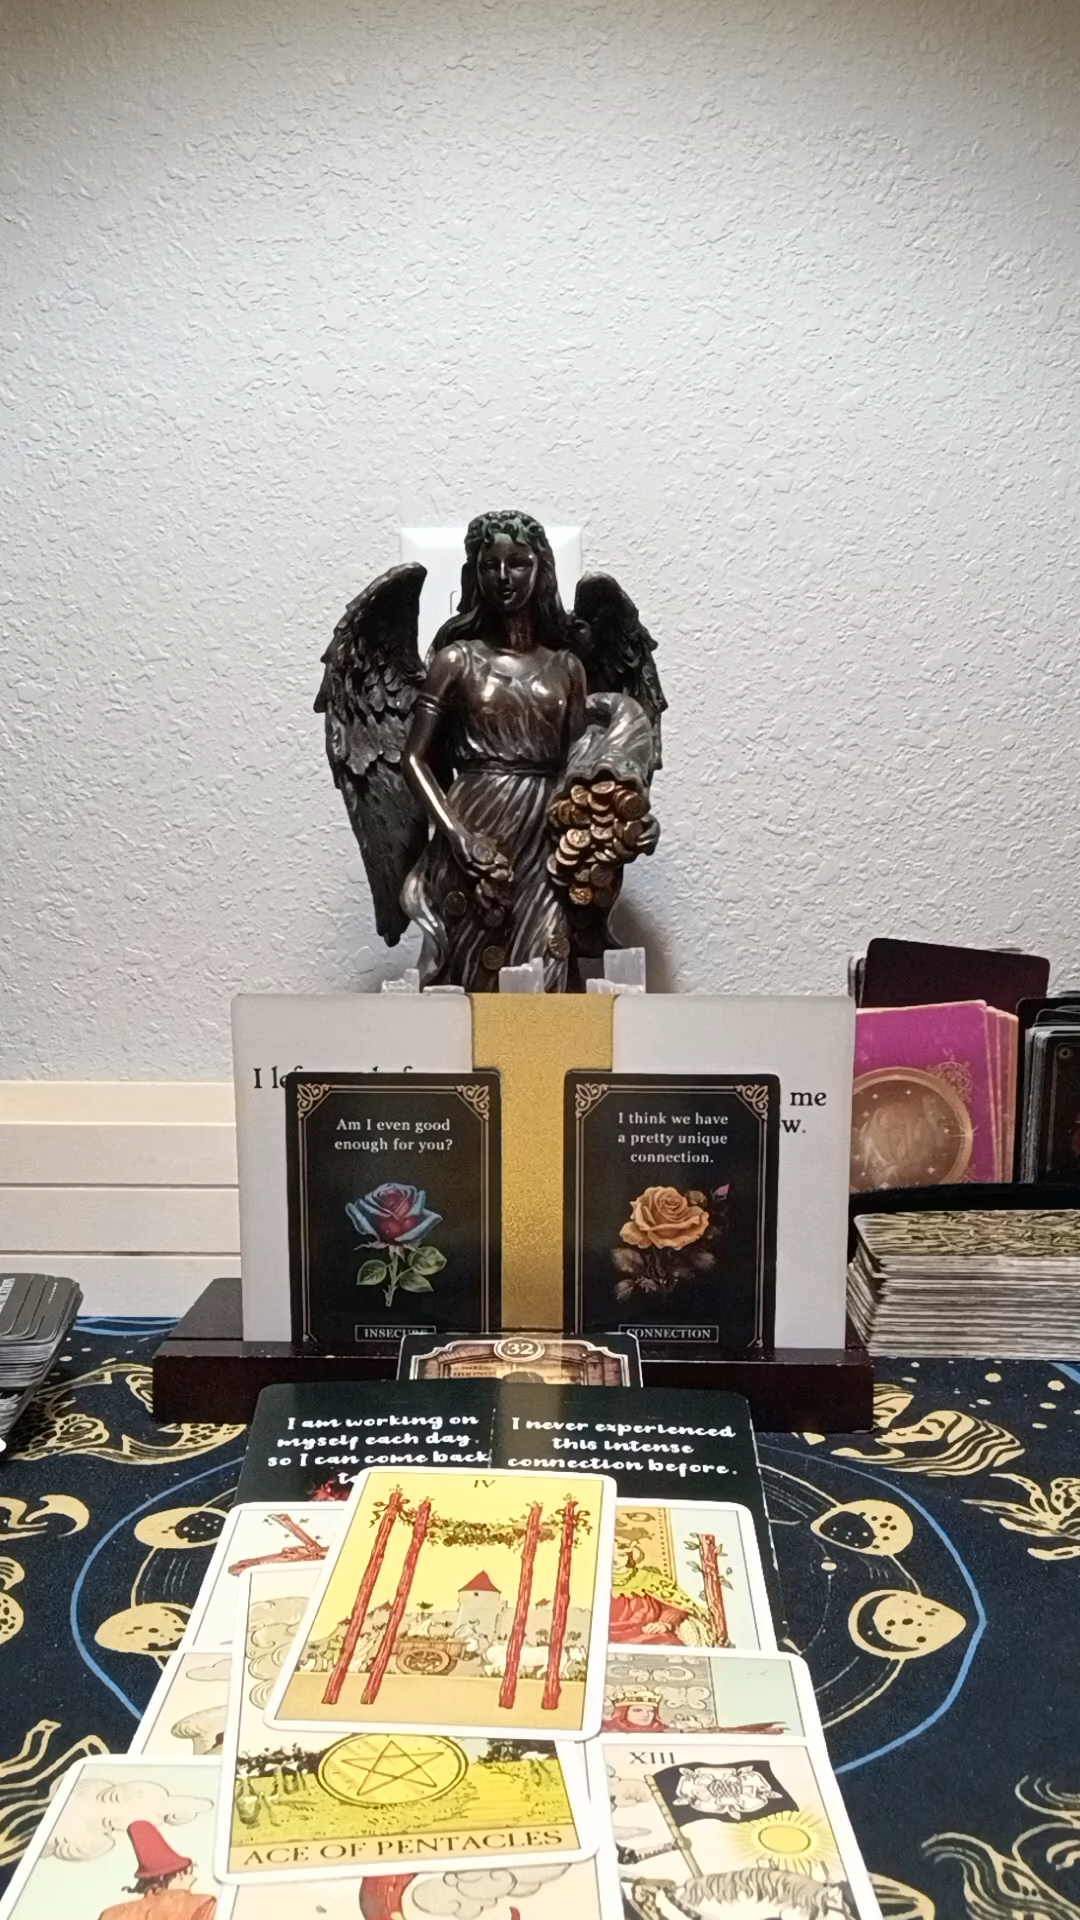 I
me
w.
Am I even good
enough for you?
INSECURE
I think we have
a pretty unique
connection.
CONNECTION
32
I am working on
myself each day,
so I can come back
I never experienced
this intense
connection before.
IV
ACE OF PENTACLES
XIII